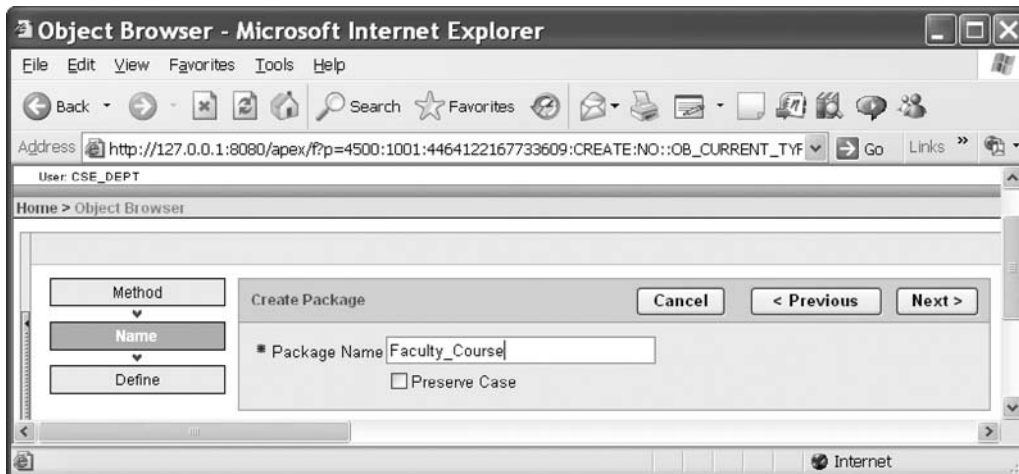 Object Browser - Microsoft Internet Explorer
File Edit View Favorites Tools Help
Back Search Favorites
Address http://127.0.0.1:8080/apex/f?p=4500:1001:4464122167733609:CREATE:NO::OB_CURRENT_TYF Go Links »
User: CSE_DEPT
Home > Object Browser
Method
Name
Define
Create Package Cancel < Previous Next >
* Package Name Faculty_Course
Preserve Case
Internet